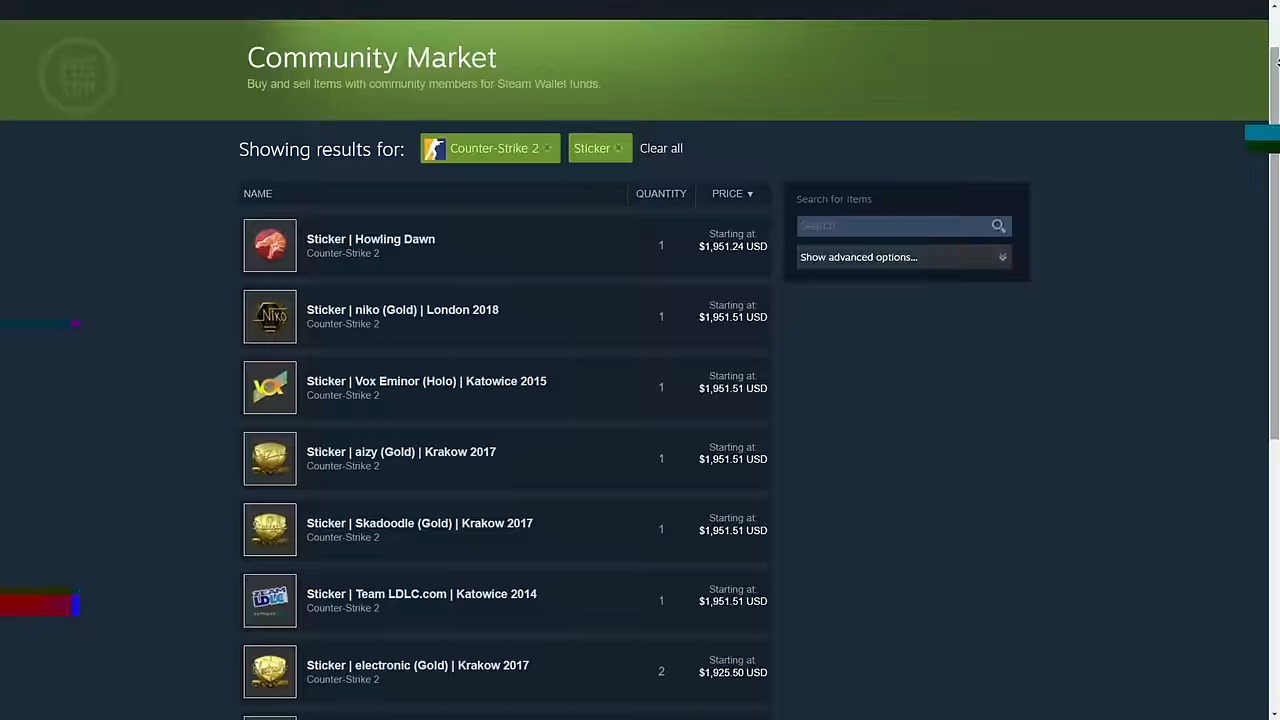 Community Market
Buy and sell items with community members for Steam Wallet funds.
Showing results for:
Counter-Strike 2 ×
Sticker ×
Clear all
NAME
QUANTITY
PRICE ▼
Search for Items
Search
Show advanced options...
Sticker | Howling Dawn
Counter-Strike 2
1
Starting at:
$1,951.24 USD
NIKO
Sticker | niko (Gold) | London 2018
Counter-Strike 2
1
Starting at:
$1,951.51 USD
VOX
Sticker | Vox Eminor (Holo) | Katowice 2015
Counter-Strike 2
1
Starting at:
$1,951.51 USD
Sticker | aizy (Gold) | Krakow 2017
Counter-Strike 2
1
Starting at:
$1,951.51 USD
Sticker | Skadoodle (Gold) | Krakow 2017
Counter-Strike 2
1
Starting at:
$1,951.51 USD
TEAM
LDLC
Sticker | Team LDLC.com | Katowice 2014
Counter-Strike 2
1
Starting at:
$1,951.51 USD
Sticker | electronic (Gold) | Krakow 2017
Counter-Strike 2
2
Starting at:
$1,925.50 USD